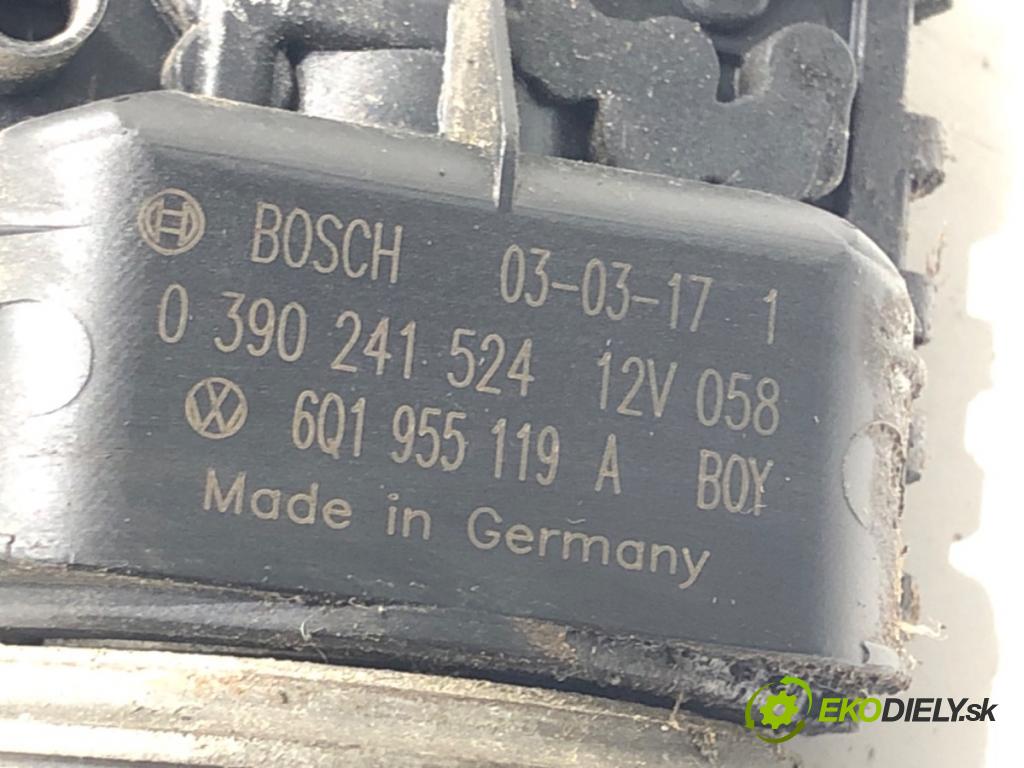 BOSCH 03-03-17 1
0 390 241 524 12V 058
6Q1 955 119 A BQY
Made in Germany
EKODIELY.sk